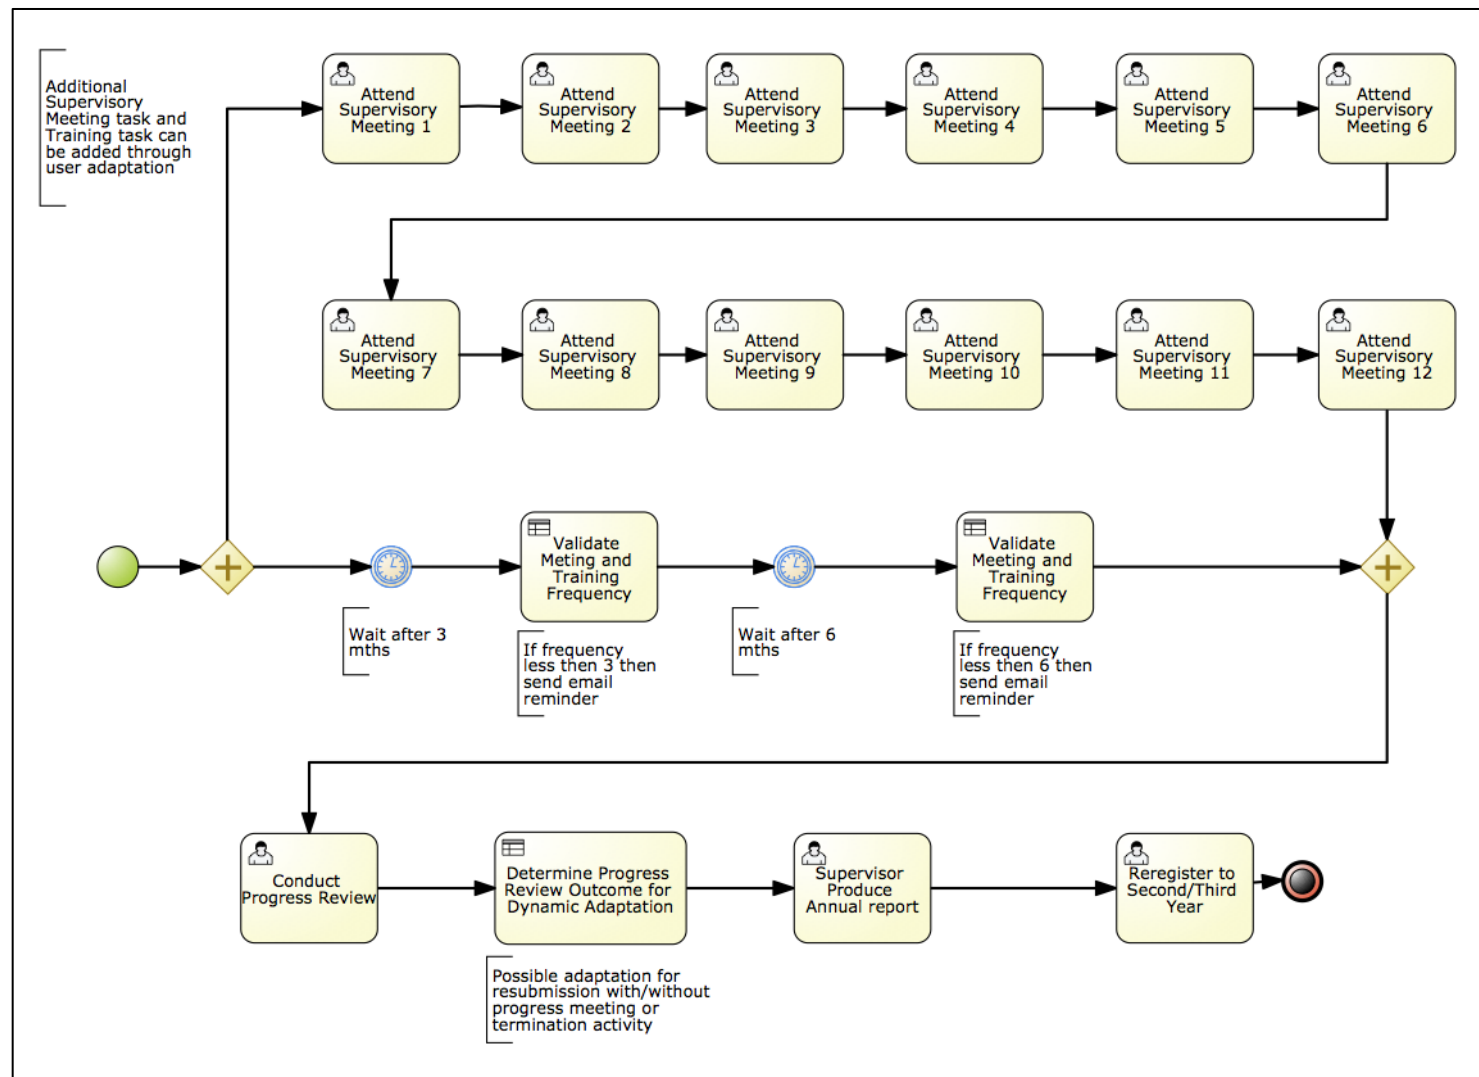 Additional
Supervisory
Meeting task and
Training task can
be added through
user adaptation
Attend
Supervisory
Meeting 1
Attend
Supervisory
Meeting 2
Attend
Supervisory
Meeting 3
Attend
Supervisory
Meeting 4
Attend
Supervisory
Meeting 5
Attend
Supervisory
Meeting 6
Attend
Supervisory
Meeting 7
Attend
Supervisory
Meeting 8
Attend
Supervisory
Meeting 9
Attend
Supervisory
Meeting 10
Attend
Supervisory
Meeting 11
Attend
Supervisory
Meeting 12
Validate
Meting and
Training
Frequency
Validate
Meeting and
Training
Frequency
Wait after 3
mths
If frequency
less then 3 then
send email
reminder
Wait after 6
mths
If frequency
less then 6 then
send email
reminder
Conduct
Progress Review
Determine Progress
Review Outcome for
Dynamic Adaptation
Supervisor
Produce
Annual report
Reregister to
Second/Third
Year
Possible adaptation for
resubmission with/without
progress meeting or
termination activity